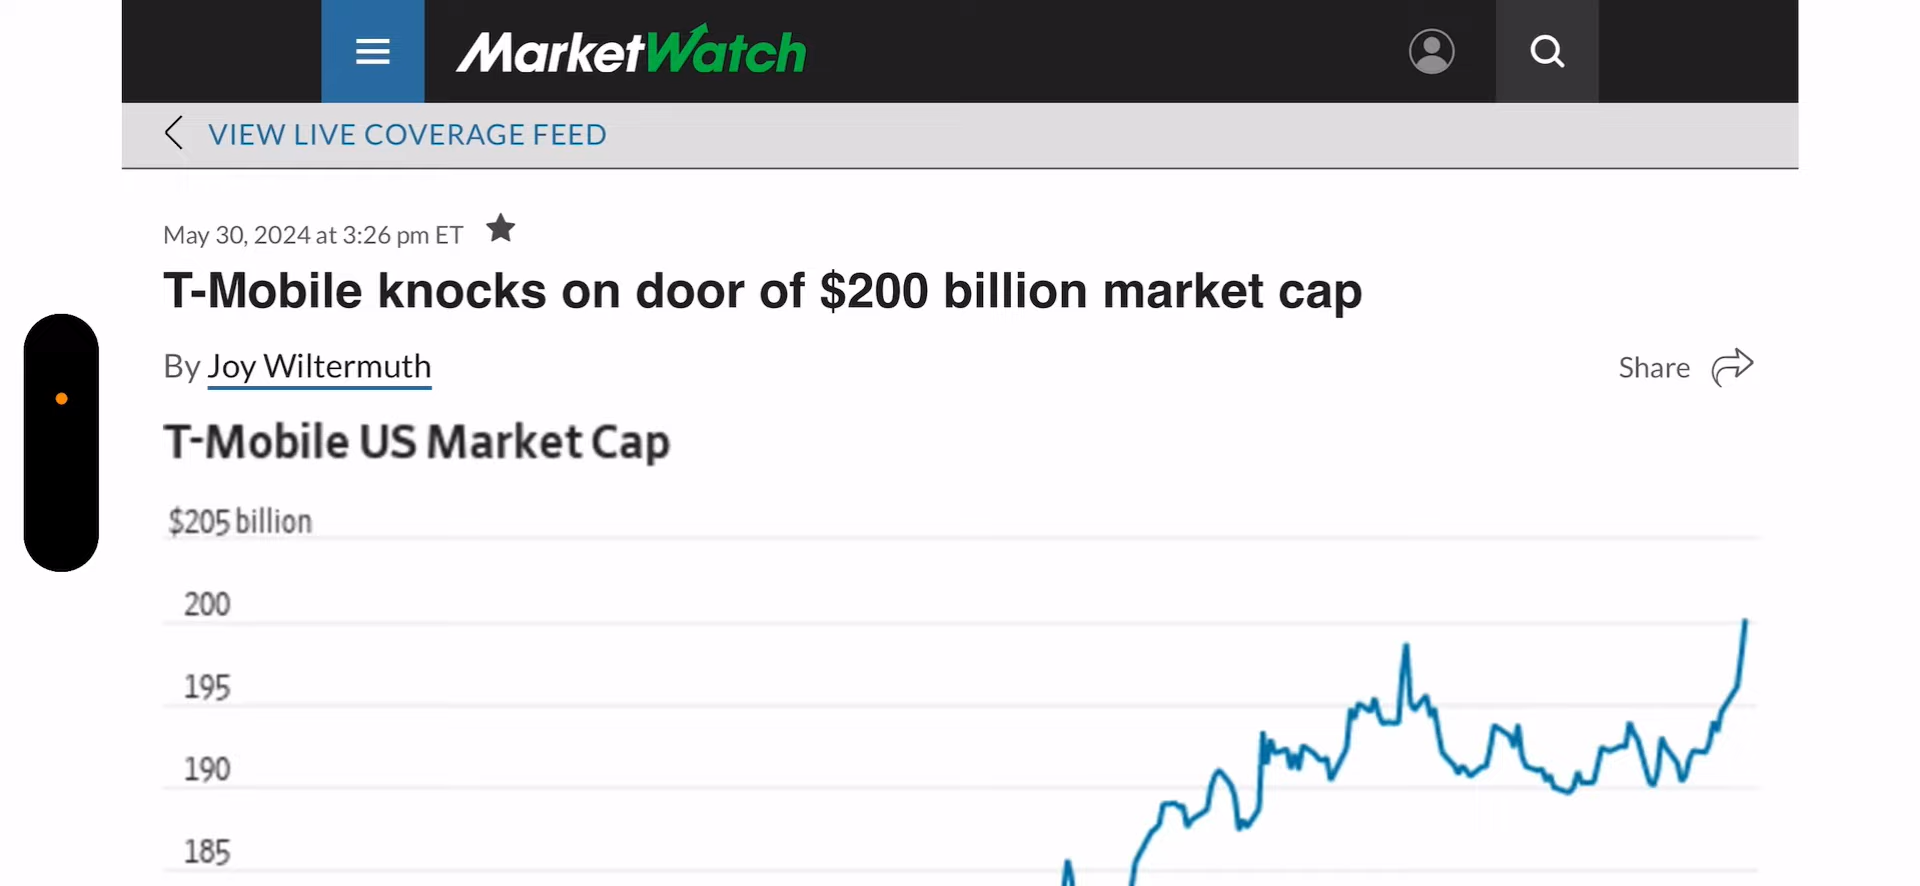 MarketWatch
VIEW LIVE COVERAGE FEED
May 30, 2024 at 3:26 pm ET
T-Mobile knocks on door of $200 billion market cap
By Joy Wiltermuth
Share
T-Mobile US Market Cap
$205 billion
200
195
190
185